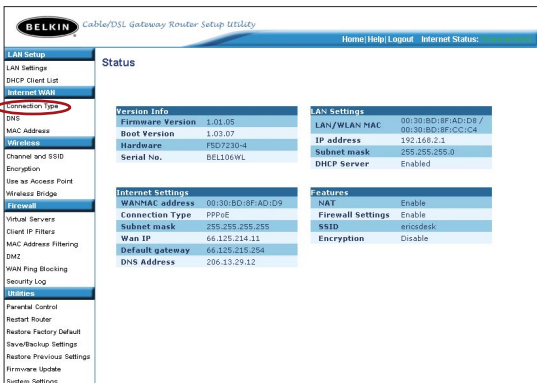 BELKIN Cable/DSL Gateway Router Setup Utility
Home|Help|Logout Internet Status:
LAN Setup
LAN Settings
DHCP Client List
Internet WAN
Connection Type
DNS
MAC Address
Wireless
Channel and SSID
Encryption
Use as Access Point
Wireless Bridge
Firewall
Virtual Servers
Client IP Filters
MAC Address Filtering
DMZ
WAN Ping Blocking
Security Log
Utilities
Parental Control
Restart Router
Restore Factory Default
Save/Backup Settings
Restore Previous Settings
Firmware Update
System Settings
Status
Version Info
Firmware Version 1.01.05
Boot Version 1.03.07
Hardware F5D7230-4
Serial No. BEL106WL
LAN Settings
LAN/WLAN MAC 00:30:BD:8F:AD:D8 /
00:30:BD:8F:CC:C4
IP address 192.168.2.1
Subnet mask 255.255.255.0
DHCP Server Enabled
Internet Settings
WANMAC address 00:30:BD:8F:AD:D9
Connection Type PPPoE
Subnet mask 255.255.255.255
Wan IP 66.125.214.11
Default gateway 66.125.215.254
DNS Address 206.13.29.12
Features
NAT Enable
Firewall Settings Enable
SSID ericsdesk
Encryption Disable